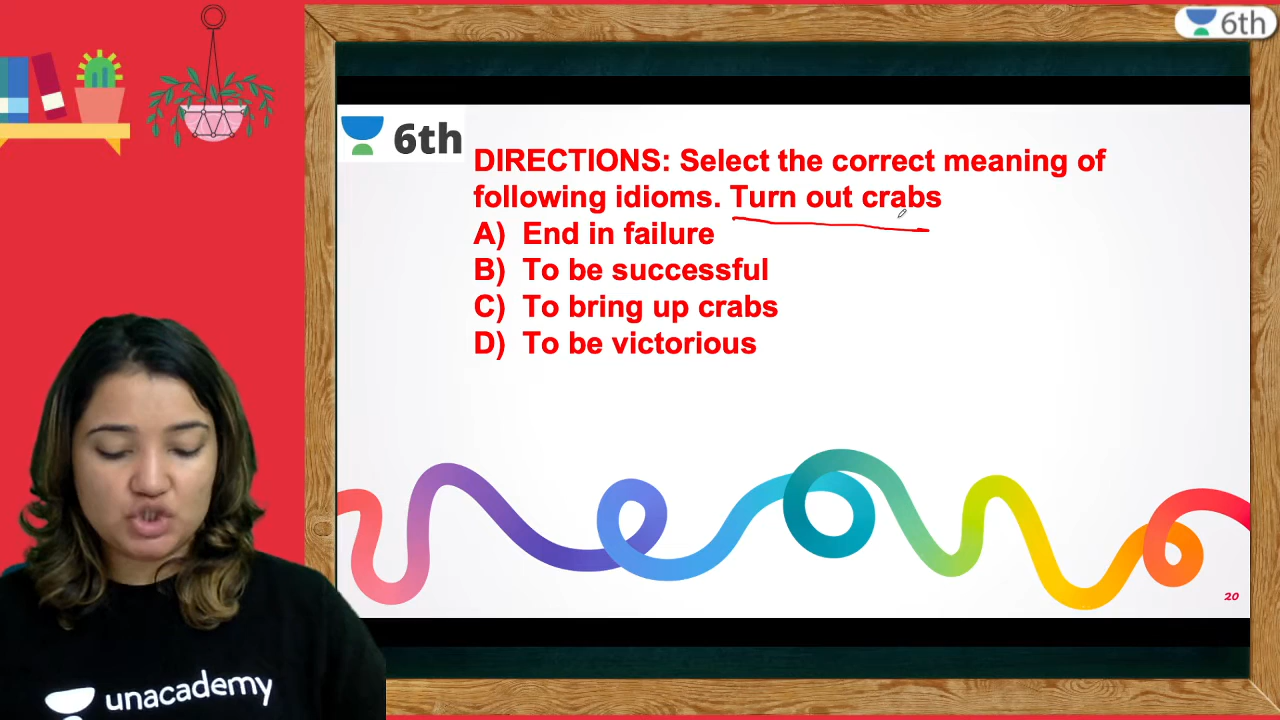 6th
6th
DIRECTIONS: Select the correct meaning of
following idioms. Turn out crabs
A) End in failure
B) To be successful
C) To bring up crabs
D) To be victorious
20
unacademy